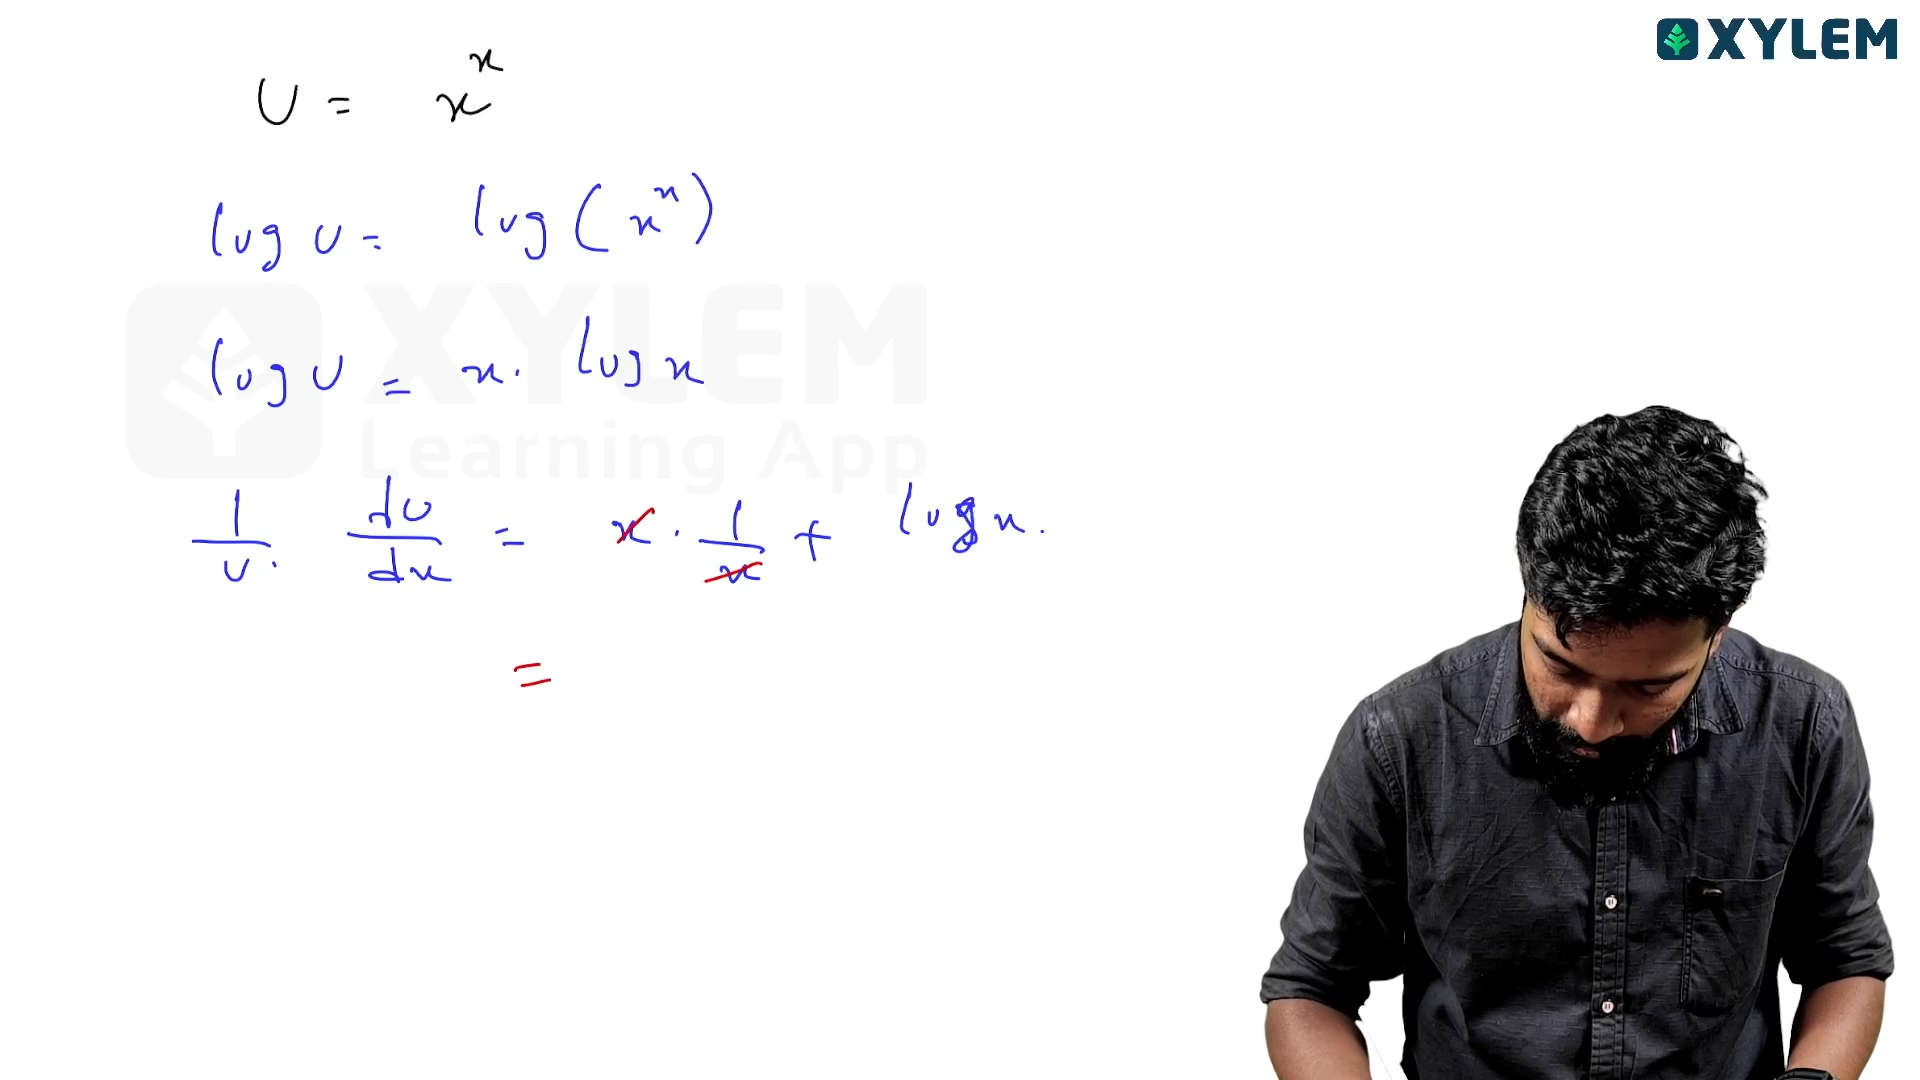 XYLEM
U = x^x
log U = log (x^x)
log U = x . log x
1/U . dU/dx = x . 1/x + log x .
=
XYLEM
Learning App